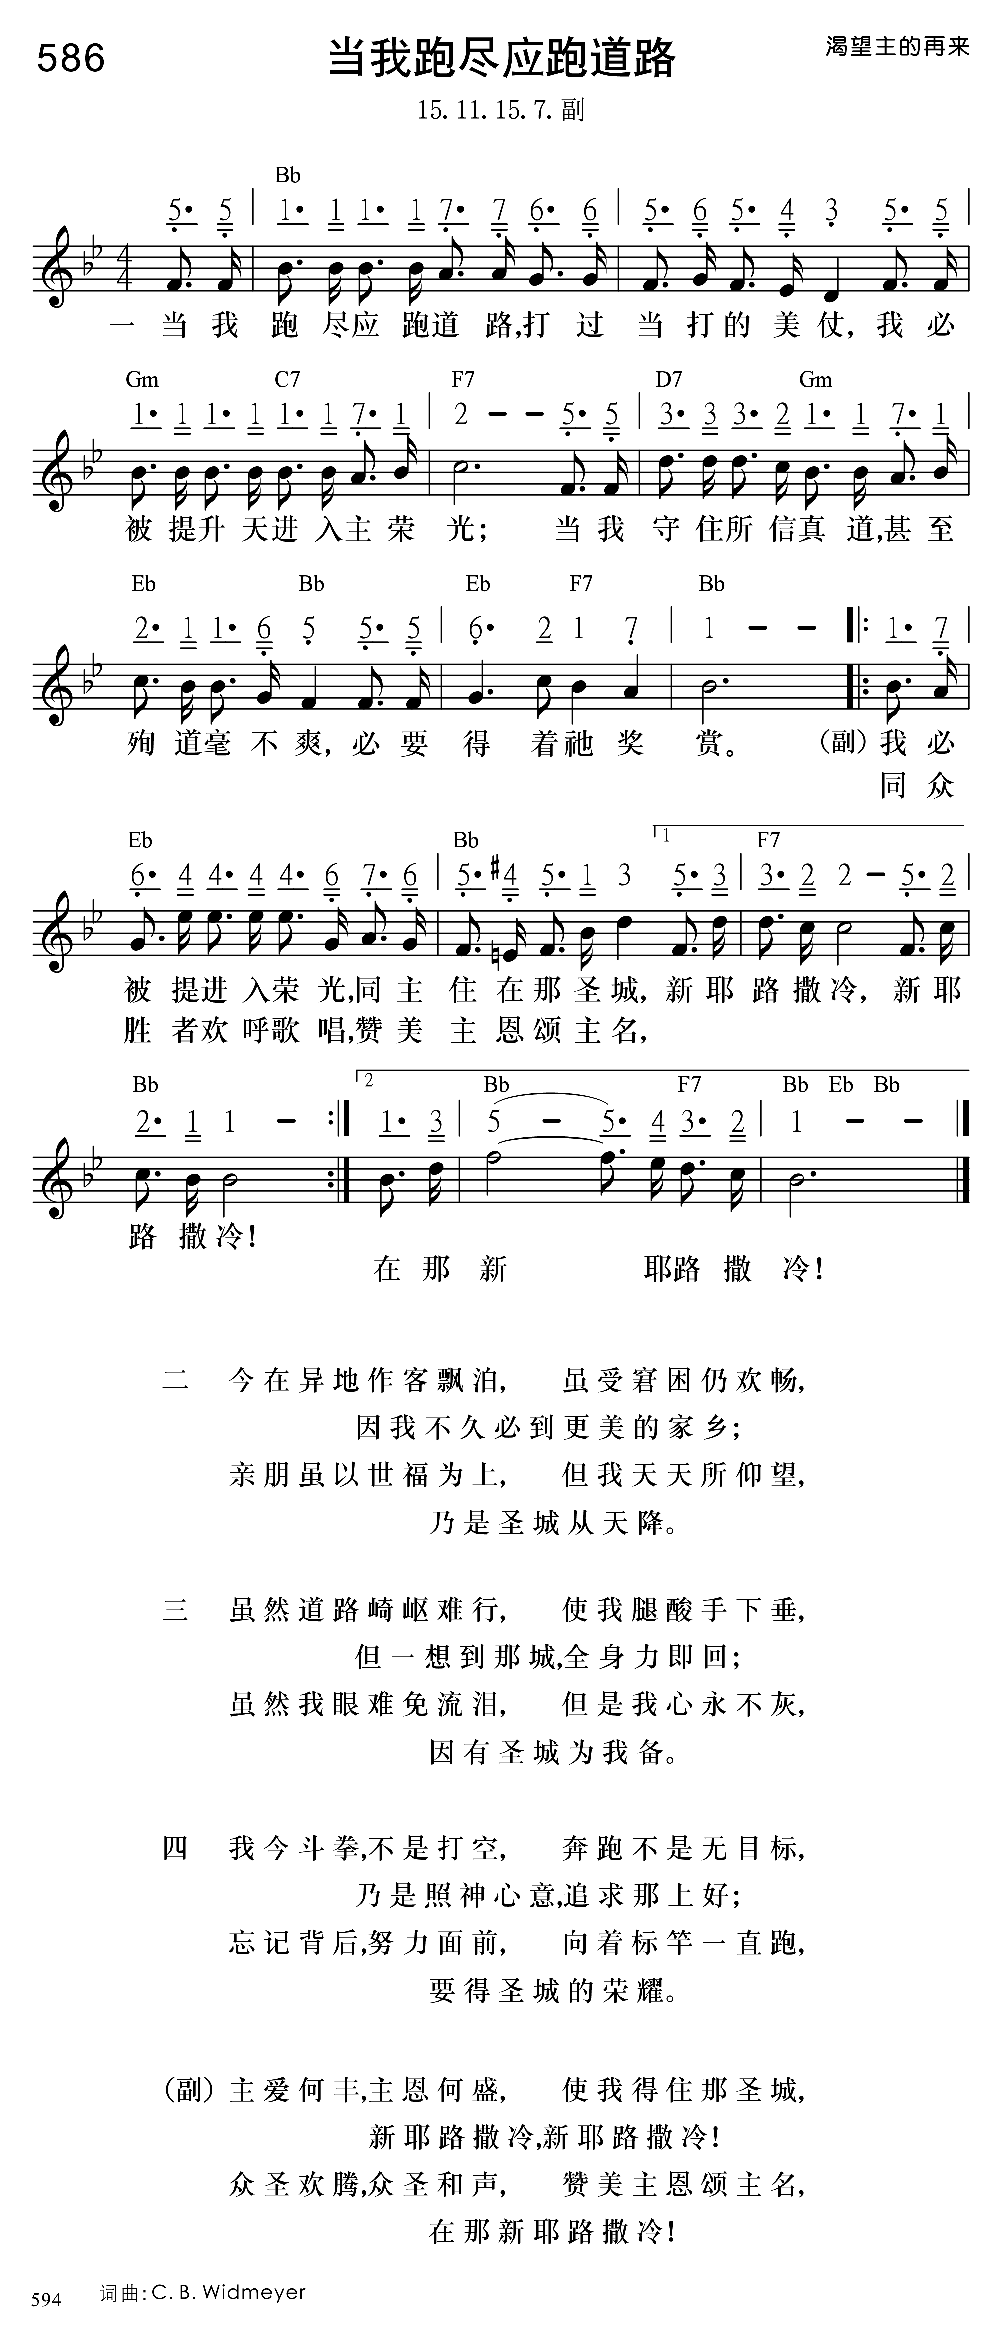 586
当我跑尽应跑道路
渴望主的再来
15. 11. 15. 7. 副
Bb
5· 5 | 1· 1 1· 1 7· 7 6· 6 | 5· 6 5· 4 3 5· 5 |
4 4
一 当 我 跑 尽应 跑道 路,打 过 当 打 的 美 仗, 我 必
Gm C7 F7 D7 Gm
1· 1 1· 1 1· 1 7· 1 | 2 - - 5· 5 | 3· 3 3· 2 1· 1 7· 1 |
被 提升 天进 入主 荣 光; 当 我 守 住所 信真 道,甚 至
Eb Bb Eb F7 Bb
2· 1 1· 6 5 5· 5 | 6· 2 1 7 | 1 - - |: 1· 7 |
殉 道毫 不 爽, 必 要 得 着祂 奖 赏。 (副) 我 必
同 众
Eb Bb 1 F7
6· 4 4· 4 4· 6 7· 6 | 5· #4 5· 1 3 5· 3 | 3· 2 2 - 5· 2 |
被 提进 入荣 光,同 主 住 在 那 圣 城, 新 耶 路 撒 冷, 新 耶
胜 者欢 呼歌 唱,赞 美 主 恩颂 主 名,
Bb 2 Bb F7 Bb Eb Bb
2· 1 1 - :| 1· 3 | 5 - 5· 4 3· 2 | 1 - - |
路 撒 冷!
在 那 新 耶路 撒 冷!
二 今在异地作客飘泊, 虽受窘困仍欢畅,
因我不久必到更美的家乡;
亲朋虽以世福为上, 但我天天所仰望,
乃是圣城从天降。
三 虽然道路崎岖难行, 使我腿酸手下垂,
但一想到那城,全身力即回;
虽然我眼难免流泪, 但是我心永不灰,
因有圣城为我备。
四 我今斗拳,不是打空, 奔跑不是无目标,
乃是照神心意,追求那上好;
忘记背后,努力面前, 向着标竿一直跑,
要得圣城的荣耀。
(副) 主爱何丰,主恩何盛, 使我得住那圣城,
新耶路撒冷,新耶路撒冷!
众圣欢腾,众圣和声, 赞美主恩颂主名,
在那新耶路撒冷!
594 词曲: C. B. Widmeyer